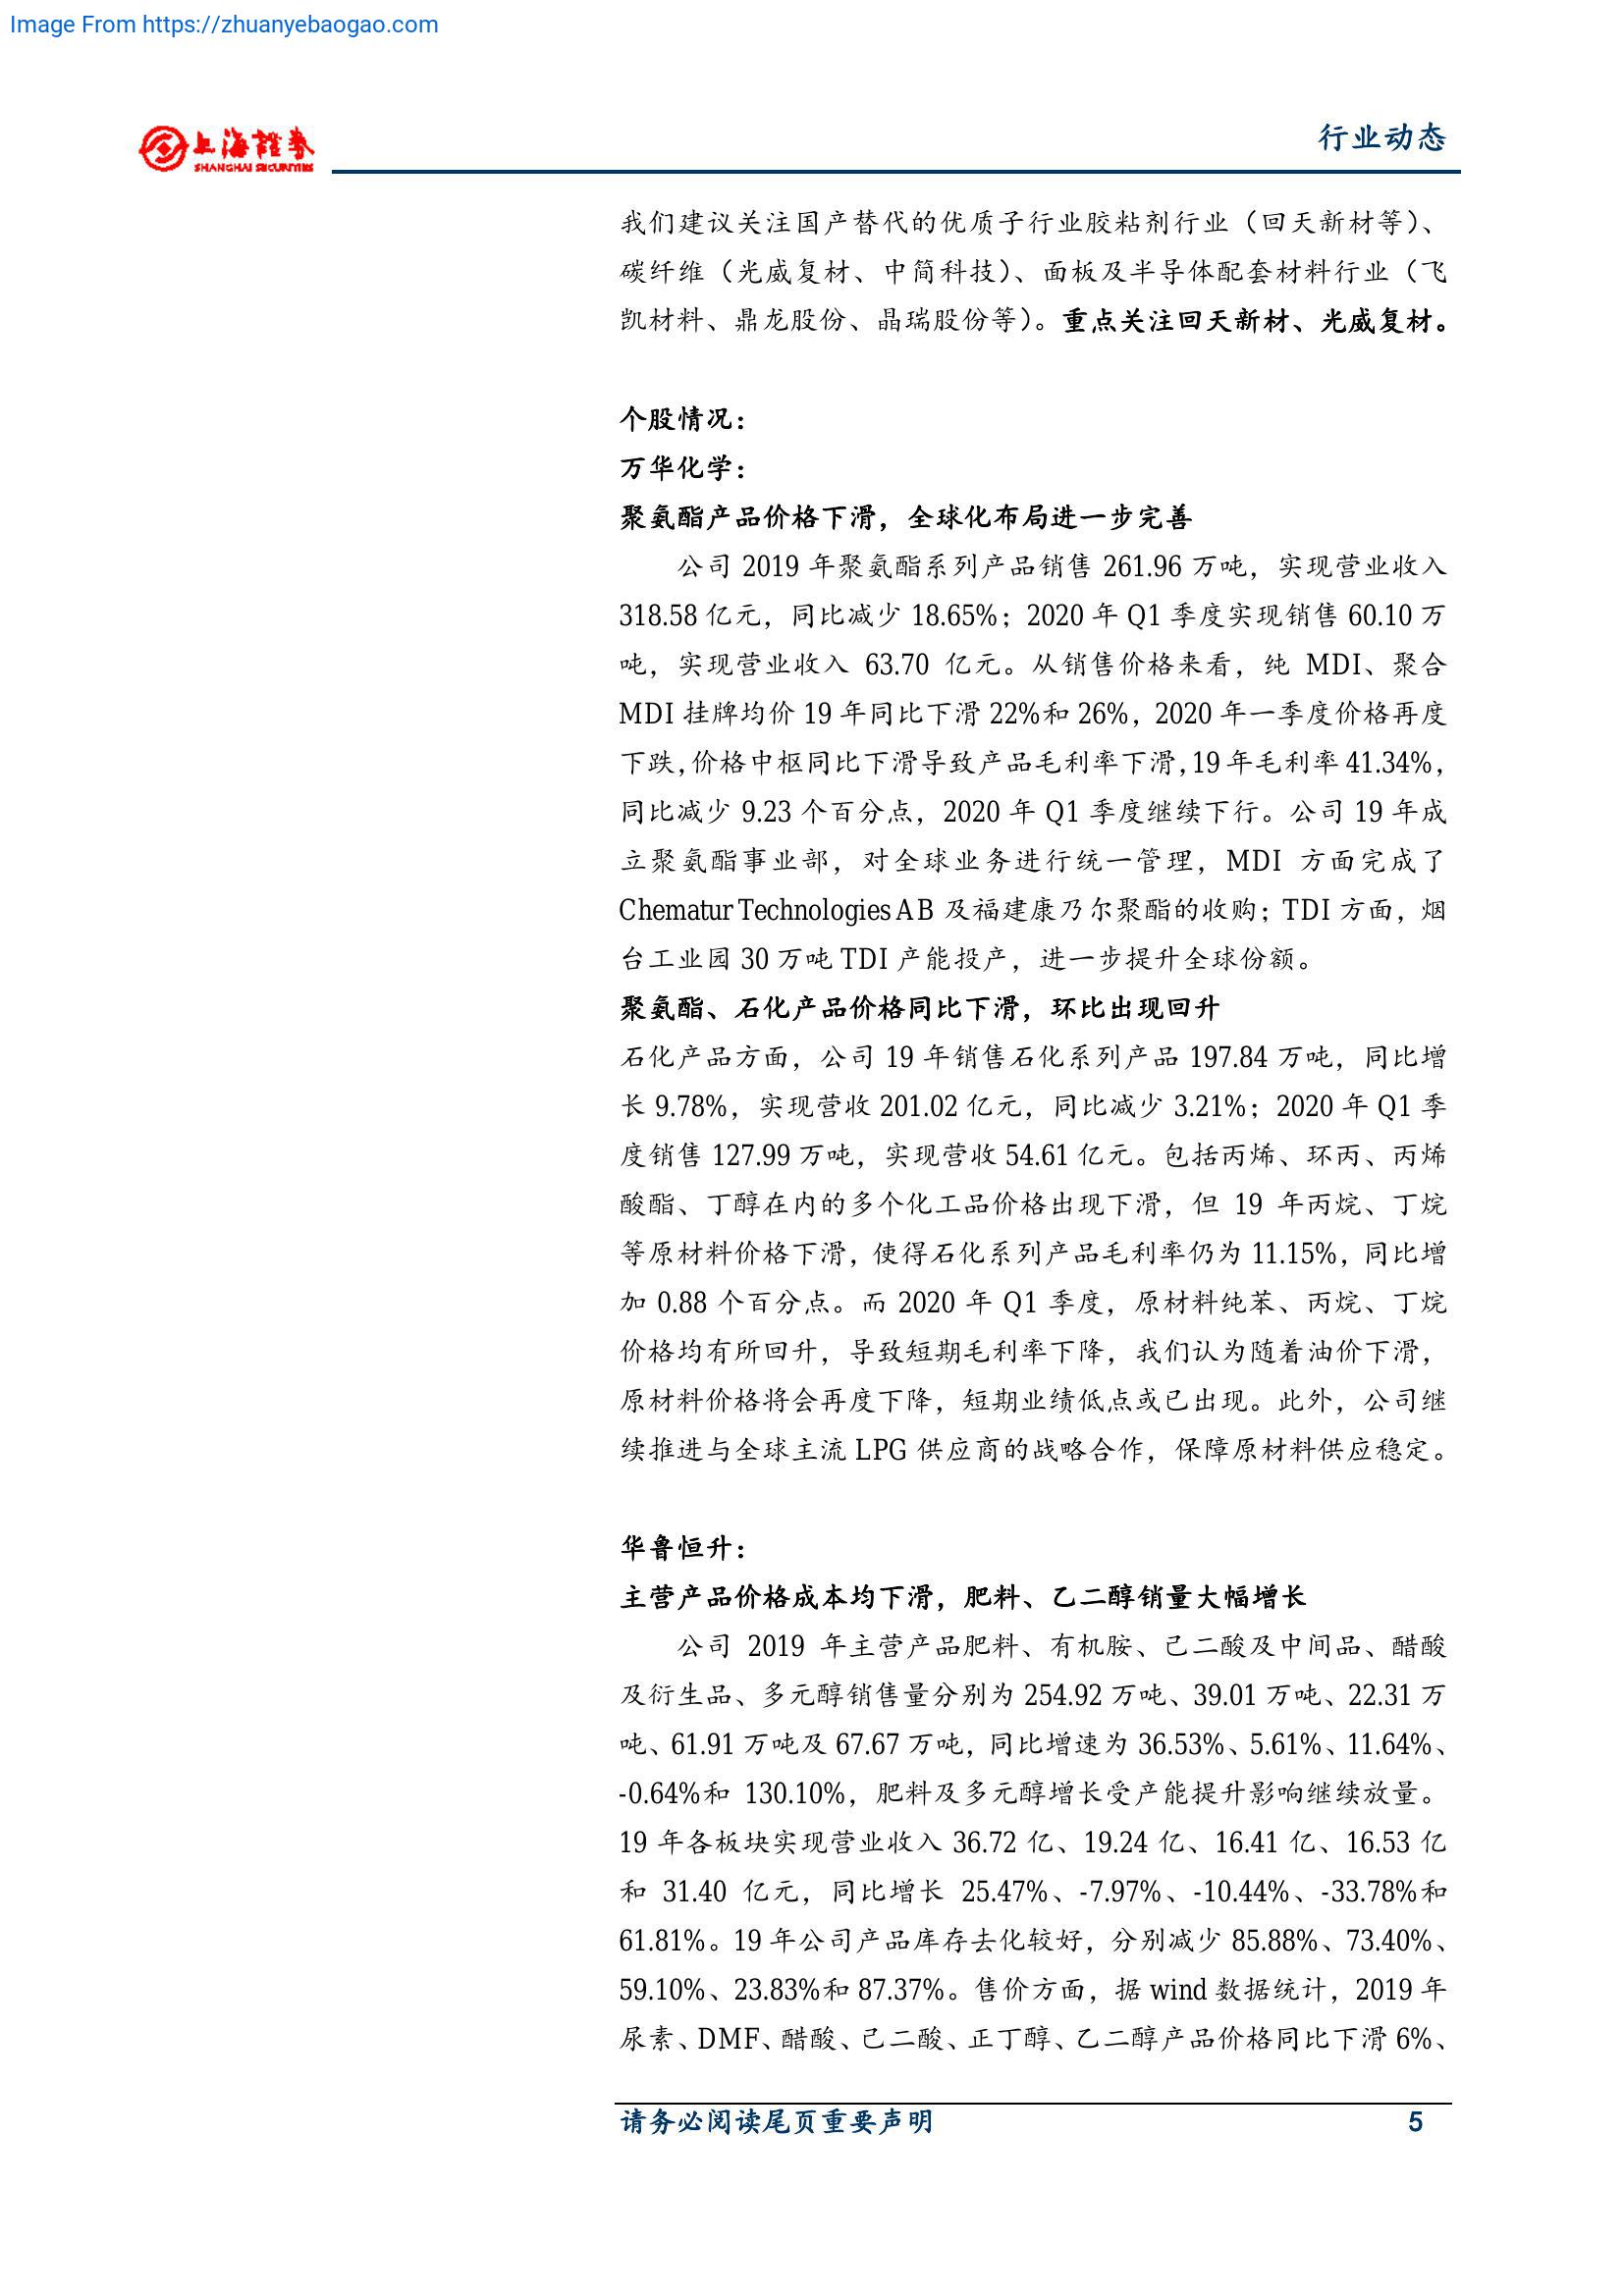 Image From https://zhuanyebaogao.com
上海證券
SHANGHAI SECURITIES
行业动态
我们建议关注国产替代的优质子行业胶粘剂行业（回天新材等）、
碳纤维（光威复材、中简科技）、面板及半导体配套材料行业（飞
凯材料、鼎龙股份、晶瑞股份等）。重点关注回天新材、光威复材。
个股情况：
万华化学：
聚氨酯产品价格下滑，全球化布局进一步完善
公司 2019 年聚氨酯系列产品销售 261.96 万吨，实现营业收入
318.58 亿元，同比减少 18.65%；2020 年 Q1 季度实现销售 60.10 万
吨，实现营业收入 63.70 亿元。从销售价格来看，纯 MDI、聚合
MDI 挂牌均价 19 年同比下滑 22%和 26%，2020 年一季度价格再度
下跌，价格中枢同比下滑导致产品毛利率下滑，19 年毛利率 41.34%，
同比减少 9.23 个百分点，2020 年 Q1 季度继续下行。公司 19 年成
立聚氨酯事业部，对全球业务进行统一管理，MDI 方面完成了
Chematur Technologies AB 及福建康乃尔聚酯的收购；TDI 方面，烟
台工业园 30 万吨 TDI 产能投产，进一步提升全球份额。
聚氨酯、石化产品价格同比下滑，环比出现回升
石化产品方面，公司 19 年销售石化系列产品 197.84 万吨，同比增
长 9.78%，实现营收 201.02 亿元，同比减少 3.21%；2020 年 Q1 季
度销售 127.99 万吨，实现营收 54.61 亿元。包括丙烯、环丙、丙烯
酸酯、丁醇在内的多个化工品价格出现下滑，但 19 年丙烷、丁烷
等原材料价格下滑，使得石化系列产品毛利率仍为 11.15%，同比增
加 0.88 个百分点。而 2020 年 Q1 季度，原材料纯苯、丙烷、丁烷
价格均有所回升，导致短期毛利率下降，我们认为随着油价下滑，
原材料价格将会再度下降，短期业绩低点或已出现。此外，公司继
续推进与全球主流 LPG 供应商的战略合作，保障原材料供应稳定。
华鲁恒升：
主营产品价格成本均下滑，肥料、乙二醇销量大幅增长
公司 2019 年主营产品肥料、有机胺、己二酸及中间品、醋酸
及衍生品、多元醇销售量分别为 254.92 万吨、39.01 万吨、22.31 万
吨、61.91 万吨及 67.67 万吨，同比增速为 36.53%、5.61%、11.64%、
-0.64%和 130.10%，肥料及多元醇增长受产能提升影响继续放量。
19 年各板块实现营业收入 36.72 亿、19.24 亿、16.41 亿、16.53 亿
和 31.40 亿元，同比增长 25.47%、-7.97%、-10.44%、-33.78%和
61.81%。19 年公司产品库存去化较好，分别减少 85.88%、73.40%、
59.10%、23.83%和 87.37%。售价方面，据 wind 数据统计，2019 年
尿素、DMF、醋酸、己二酸、正丁醇、乙二醇产品价格同比下滑 6%、
请务必阅读尾页重要声明
5